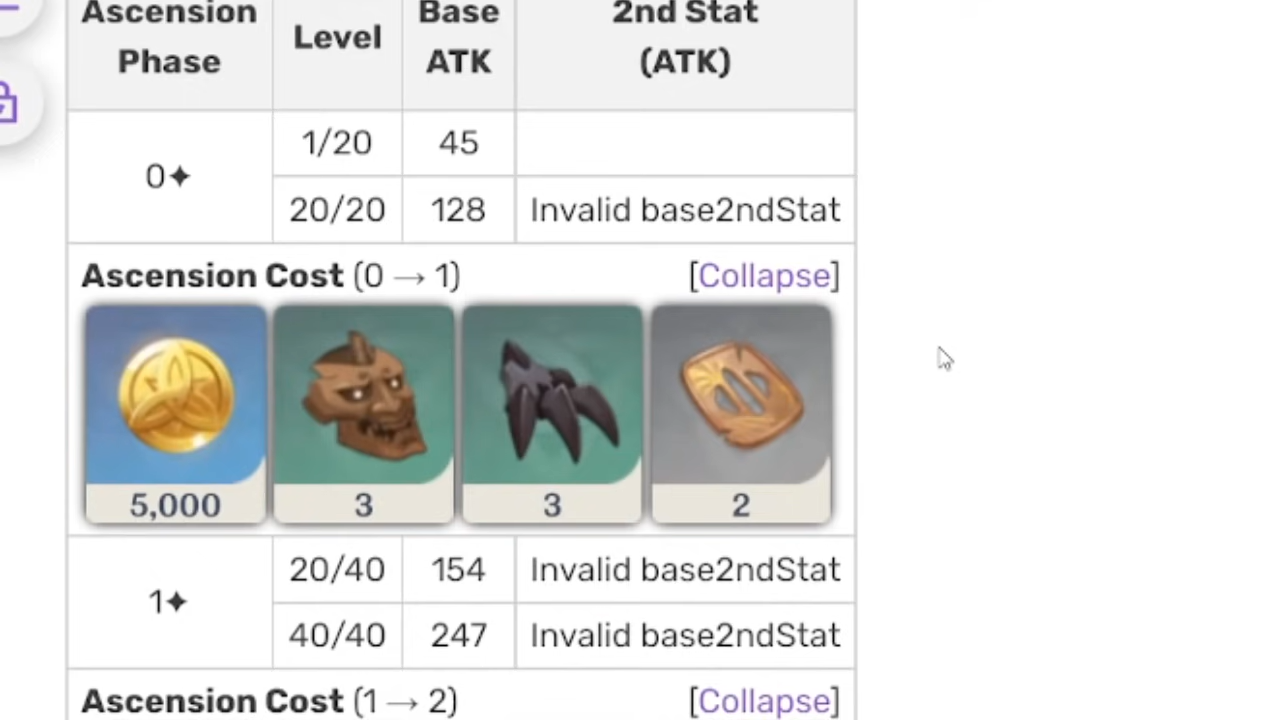 Ascension Phase Level Base ATK 2nd Stat (ATK)
0✦
1/20 45
20/20 128 Invalid base2ndStat
Ascension Cost (0 → 1) [Collapse]
5,000 3 3 2
1✦
20/40 154 Invalid base2ndStat
40/40 247 Invalid base2ndStat
Ascension Cost (1 → 2) [Collapse]